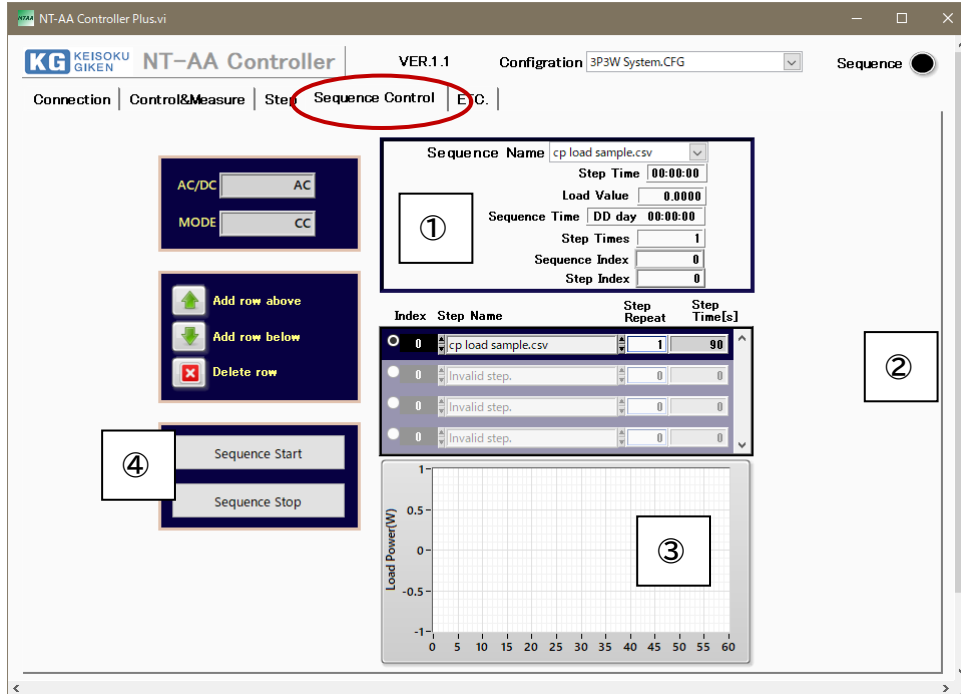 NT-AA Controller Plus.vi
KG KEISOKU GIKEN NT-AA Controller VER.1.1 Configration 3P3W System.CFG Sequence
Connection Control&Measure Step Sequence Control ETC.
Sequence Name cp load sample.csv
Step Time 00:00:00
Load Value 0.0000
Sequence Time DD day 00:00:00
Step Times 1
Sequence Index 0
Step Index 0
①
AC/DC AC
MODE CC
Add row above
Add row below
Delete row
Index Step Name Step Repeat Step Time[s]
0 cp load sample.csv 1 90
0 Invalid step. 0 0
0 Invalid step. 0 0
0 Invalid step. 0 0
②
④
Sequence Start
Sequence Stop
Load Power(W)
1
0.5
0
-0.5
-1
0 5 10 15 20 25 30 35 40 45 50 55 60
③